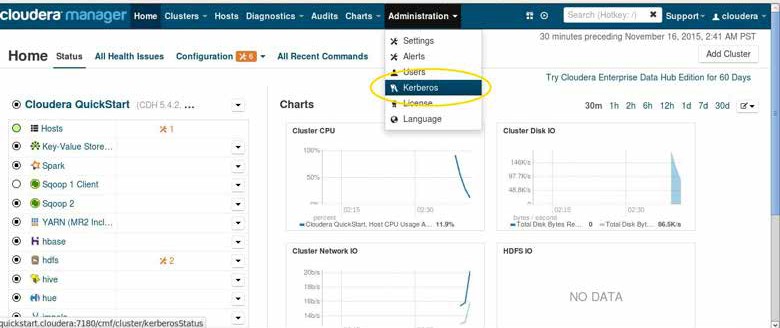 cloudera manager Home Clusters Hosts Diagnostics Audits Charts Administration Search (Hotkey: /) Support cloudera
30 minutes preceding November 16, 2015, 2:41 AM PST
Home Status All Health Issues Configuration 6 All Recent Commands Add Cluster
Settings
Alerts
Users
Kerberos
License
Language
Try Cloudera Enterprise Data Hub Edition for 60 Days
Cloudera QuickStart (CDH 5.4.2, ...
Hosts 1
Key-Value Store...
Spark
Sqoop 1 Client
Sqoop 2
YARN (MR2 Incl...
hbase
hdfs 2
hive
hue
Charts
30m 1h 2h 6h 12h 1d 7d 30d
Cluster CPU
100%
50%
percent
02:15 02:30
Cloudera QuickStart, Host CPU Usage A... 11.9%
Cluster Disk IO
146K/s
97.7K/s
48.8K/s
bytes / second
02:15 02:30
Total Disk Bytes Re... 0 Total Disk Byt... 86.5K/s
Cluster Network IO
20b/s
18b/s
16b/s
14b/s
HDFS IO
NO DATA
quickstart.cloudera:7180/cmf/cluster/kerberosStatus